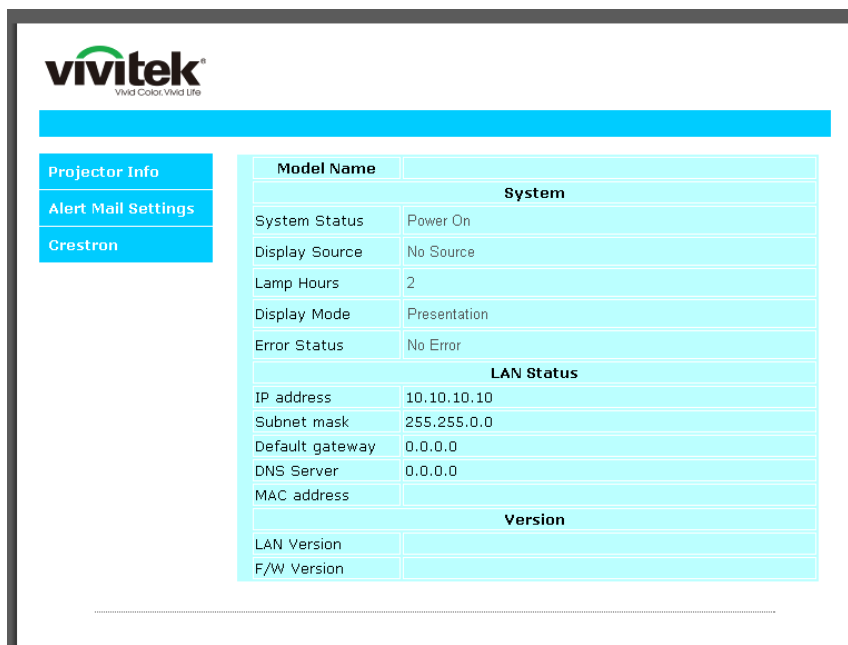 vivitek®
Vivid Color. Vivid Life
Projector Info
Alert Mail Settings
Crestron
Model Name
System
System Status Power On
Display Source No Source
Lamp Hours 2
Display Mode Presentation
Error Status No Error
LAN Status
IP address 10.10.10.10
Subnet mask 255.255.0.0
Default gateway 0.0.0.0
DNS Server 0.0.0.0
MAC address
Version
LAN Version
F/W Version